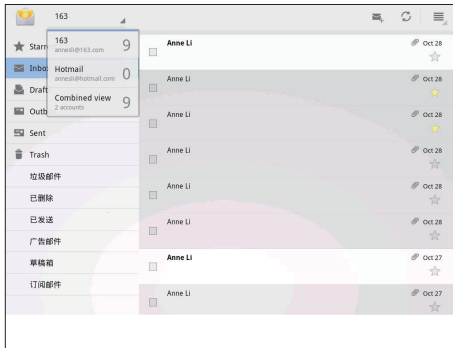 163
163
annesli@163.com
9
Hotmail
annesli@hotmail.com
0
Combined view
2 accounts
9
Starr
Inbo
Draft
Outb
Sent
Trash
垃圾邮件
已删除
已发送
广告邮件
草稿箱
订阅邮件
Anne Li
Oct 28
Anne Li
Oct 28
Anne Li
Oct 28
Anne Li
Oct 28
Anne Li
Oct 28
Anne Li
Oct 28
Anne Li
Oct 27
Anne Li
Oct 27